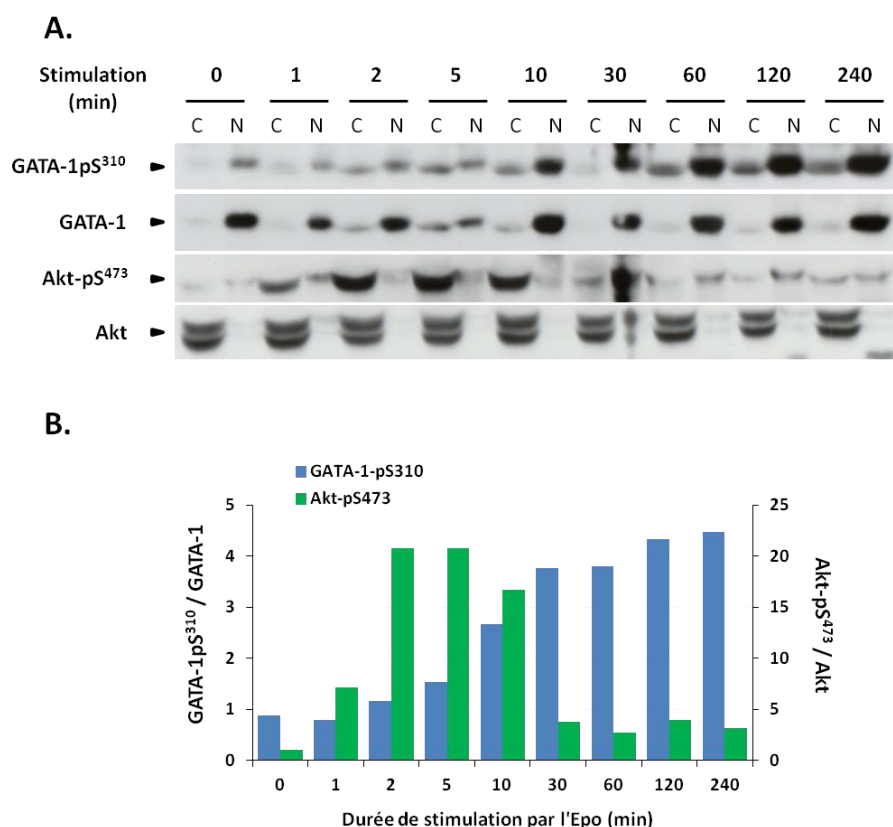 A.
Stimulation (min)
0 1 2 5 10 30 60 120 240
C N C N C N C N C N C N C N C N C N
GATA-1pS³¹⁰
GATA-1
Akt-pS⁴⁷³
Akt
B.
GATA-1-pS310
Akt-pS473
GATA-1pS³¹⁰ / GATA-1
5
4
3
2
1
0
25
20
15
10
5
0
Akt-pS⁴⁷³ / Akt
0 1 2 5 10 30 60 120 240
Durée de stimulation par l'Epo (min)